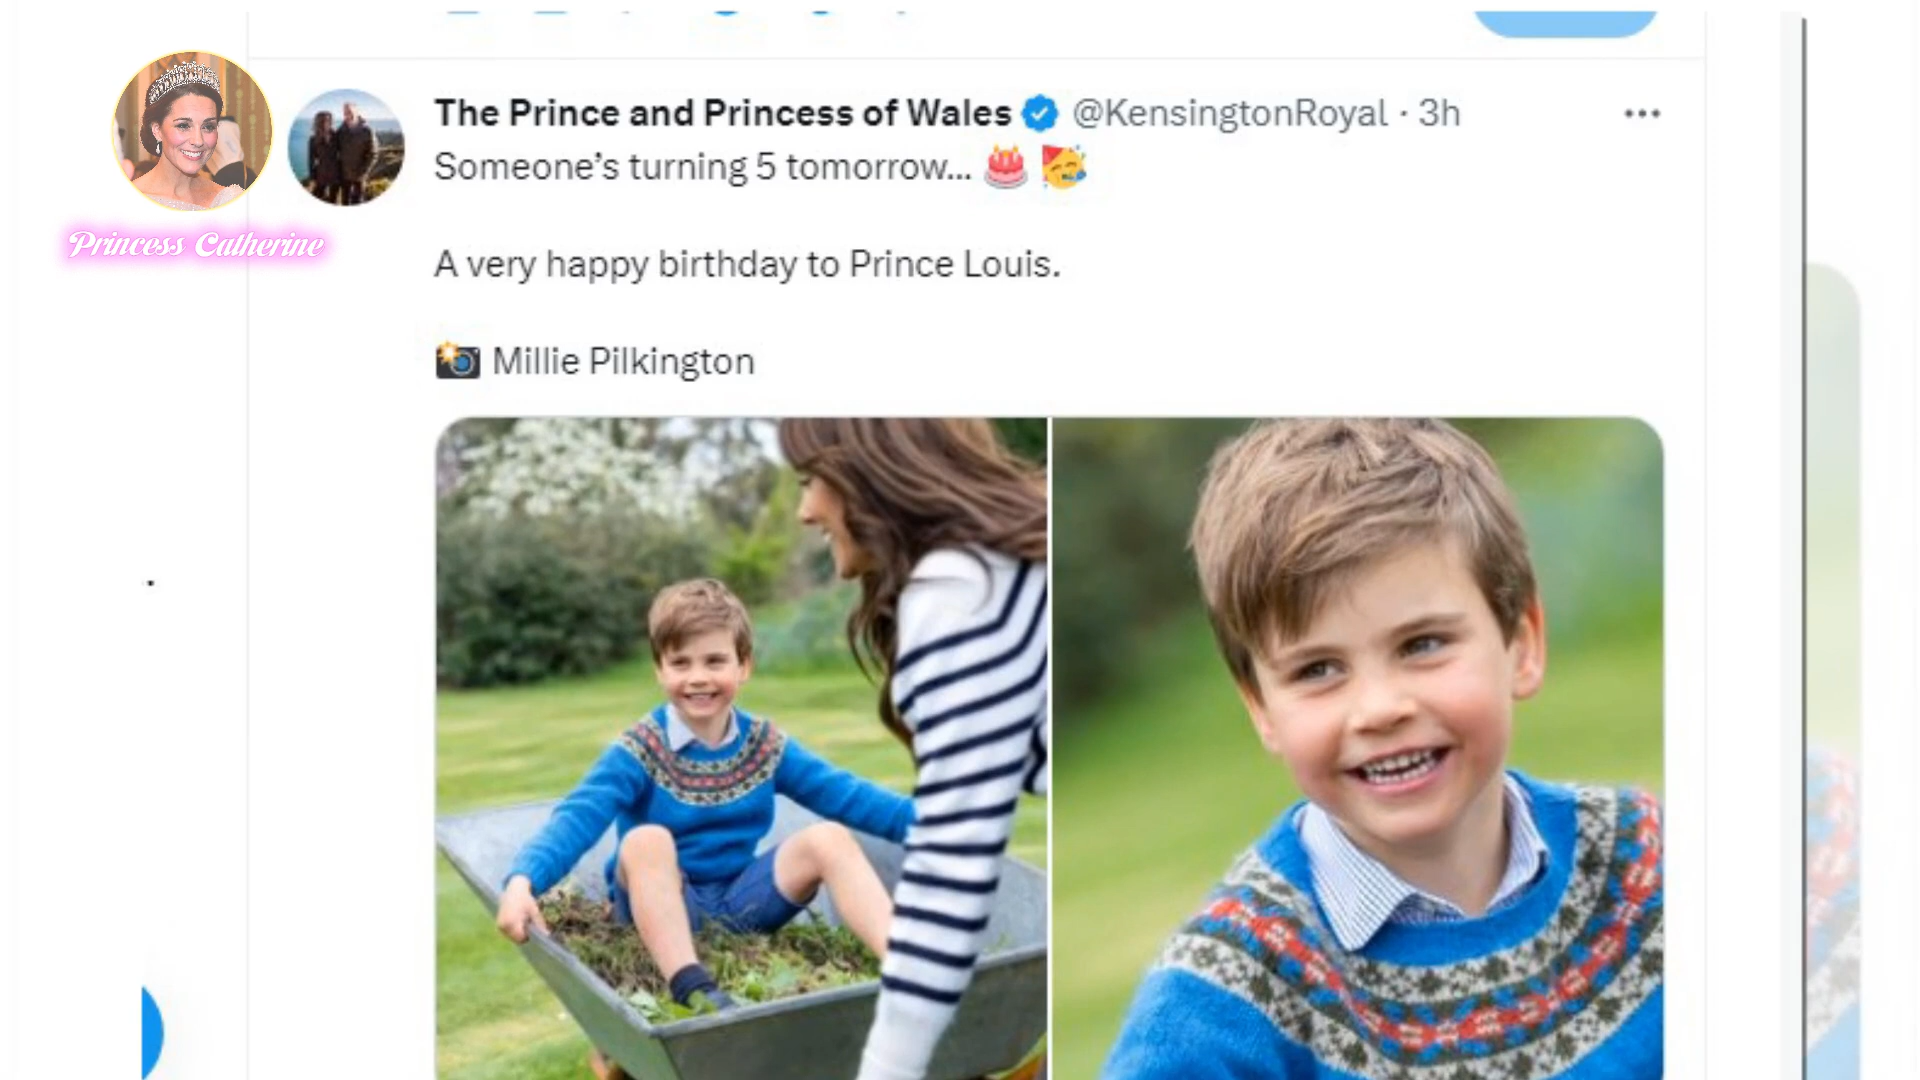 The Prince and Princess of Wales @KensingtonRoyal · 3h
Someone’s turning 5 tomorrow... 🎂 🥳
Princess Catherine
A very happy birthday to Prince Louis.
📸 Millie Pilkington